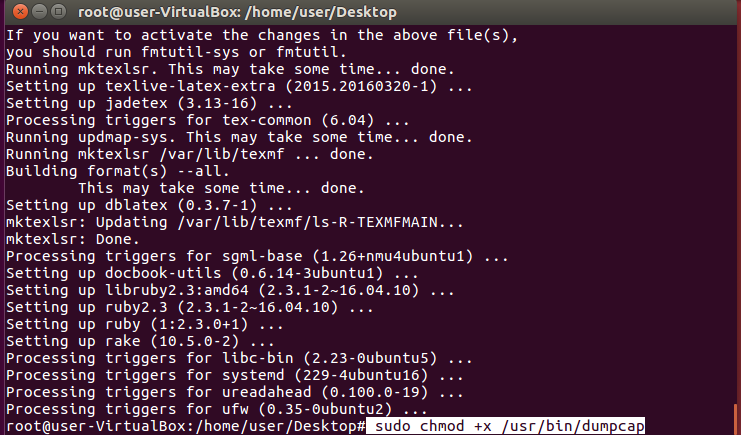 root@user-VirtualBox: /home/user/Desktop
If you want to activate the changes in the above file(s),
you should run fmtutil-sys or fmtutil.
Running mktexlsr. This may take some time... done.
Setting up texlive-latex-extra (2015.20160320-1) ...
Setting up jadetex (3.13-16) ...
Processing triggers for tex-common (6.04) ...
Running updmap-sys. This may take some time... done.
Running mktexlsr /var/lib/texmf ... done.
Building format(s) --all.
        This may take some time... done.
Setting up dblatex (0.3.7-1) ...
mktexlsr: Updating /var/lib/texmf/ls-R-TEXMFMAIN...
mktexlsr: Done.
Processing triggers for sgml-base (1.26+nmu4ubuntu1) ...
Setting up docbook-utils (0.6.14-3ubuntu1) ...
Setting up libruby2.3:amd64 (2.3.1-2~16.04.10) ...
Setting up ruby2.3 (2.3.1-2~16.04.10) ...
Setting up ruby (1:2.3.0+1) ...
Setting up rake (10.5.0-2) ...
Processing triggers for libc-bin (2.23-0ubuntu5) ...
Processing triggers for systemd (229-4ubuntu16) ...
Processing triggers for ureadahead (0.100.0-19) ...
Processing triggers for ufw (0.35-0ubuntu2) ...
root@user-VirtualBox:/home/user/Desktop# sudo chmod +x /usr/bin/dumpcap